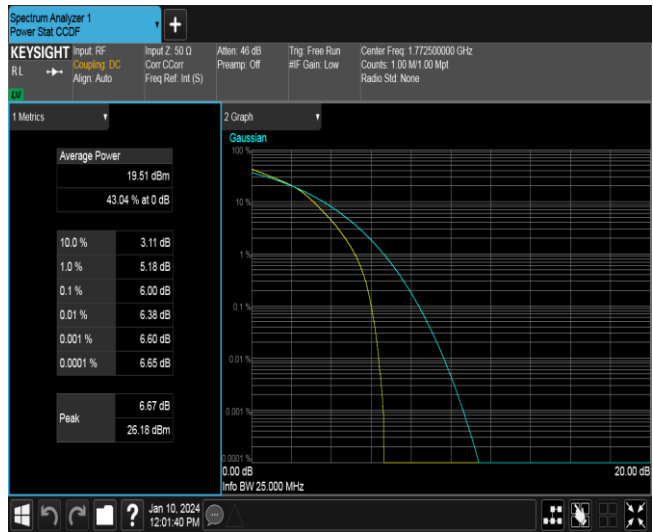 Spectrum Analyzer 1
Power Stat CCDF
+
KEYSIGHT
RL
LXI
Input: RF
Coupling: DC
Align: Auto
Input Z: 50 Ω
Corr CCorr
Freq Ref: Int (S)
Atten: 46 dB
Preamp: Off
Trig: Free Run
#IF Gain: Low
Center Freq: 1.772500000 GHz
Counts: 1.00 M/1.00 Mpt
Radio Std: None
1 Metrics
Average Power
19.51 dBm
43.04 % at 0 dB
10.0 % 3.11 dB
1.0 % 5.18 dB
0.1 % 6.00 dB
0.01 % 6.38 dB
0.001 % 6.60 dB
0.0001 % 6.65 dB
Peak
6.67 dB
26.18 dBm
2 Graph
Gaussian
100 %
10 %
1 %
0.1 %
0.01 %
0.001 %
0.0001 %
0.00 dB 20.00 dB
Info BW 25.000 MHz
?
Jan 10, 2024
12:01:40 PM